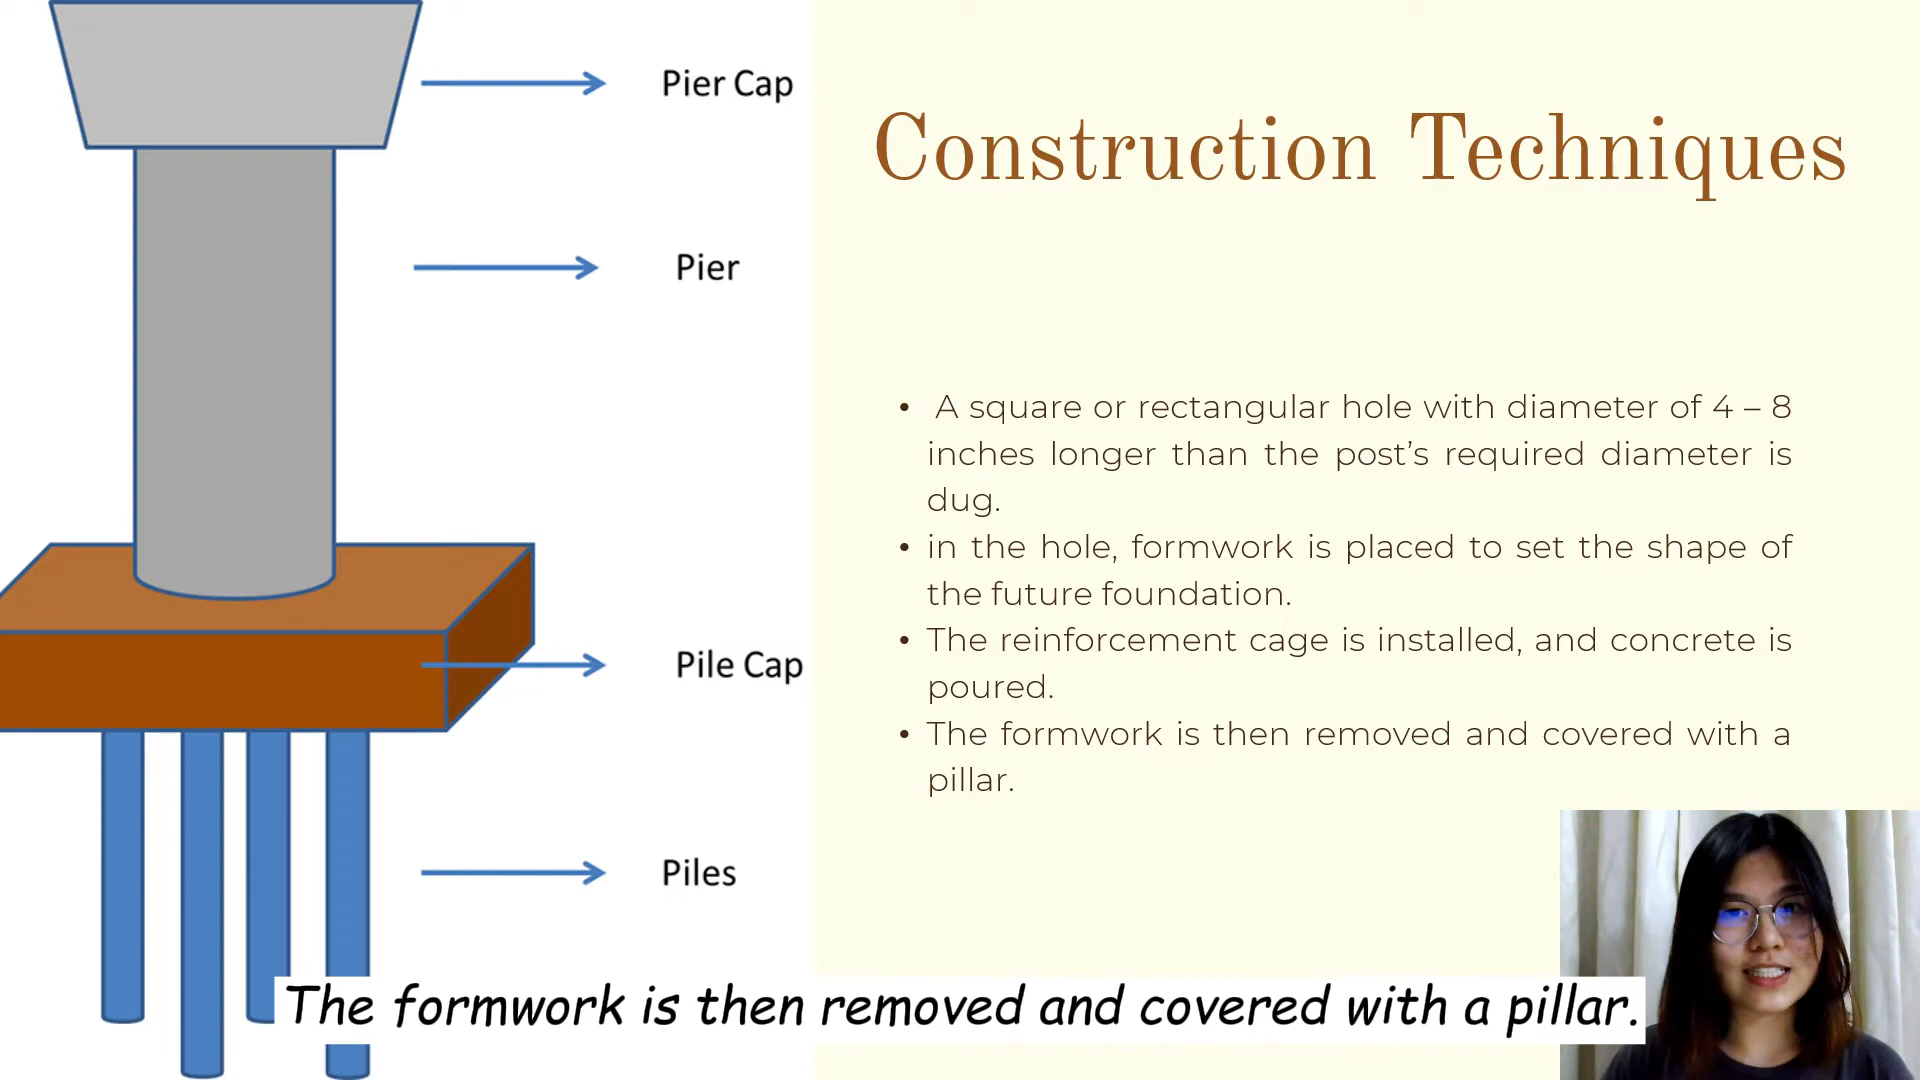 Pier Cap
Pier
Pile Cap
Piles
Construction Techniques
• A square or rectangular hole with diameter of 4 – 8
inches longer than the post’s required diameter is
dug.
• in the hole, formwork is placed to set the shape of
the future foundation.
• The reinforcement cage is installed, and concrete is
poured.
• The formwork is then removed and covered with a
pillar.
The formwork is then removed and covered with a pillar.